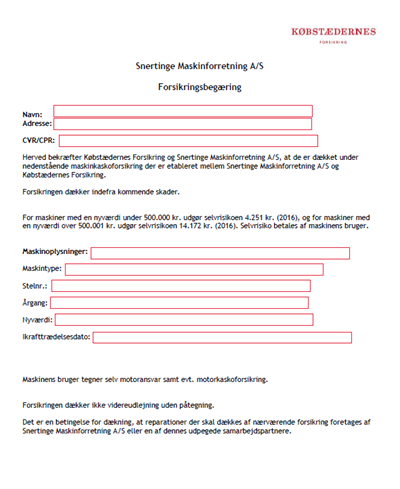 KØBSTÆDERNES
FORSIKRING
Snertinge Maskinforretning A/S
Forsikringsbegæring
Navn:
Adresse:
CVR/CPR:
Herved bekræfter Købstædernes Forsikring og Snertinge Maskinforretning A/S, at de er dækket under
nedenstående maskinkaskoforsikring der er etableret mellem Snertinge Maskinforretning A/S og
Købstædernes Forsikring.
Forsikringen dækker indefra kommende skader.
For maskiner med en nyværdi under 500.000 kr. udgør selvrisikoen 4.251 kr. (2016), og for maskiner med
en nyværdi over 500.001 kr. udgør selvrisikoen 14.172 kr. (2016). Selvrisiko betales af maskinens bruger.
Maskinoplysninger:
Maskintype:
Stelnr.:
Årgang:
Nyværdi:
Ikrafttrædelsesdato:
Maskinens bruger tegner selv motoransvar samt evt. motorkaskoforsikring.
Forsikringen dækker ikke videreudlejning uden påtegning.
Det er en betingelse for dækning, at reparationer der skal dækkes af nærværende forsikring foretages af
Snertinge Maskinforretning A/S eller en af dennes udpegede samarbejdspartnere.